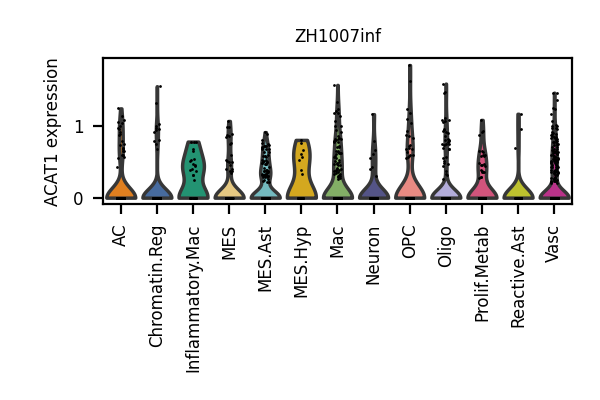 ZH1007inf
ACAT1 expression
1
0
AC
Chromatin.Reg
Inflammatory.Mac
MES
MES.Ast
MES.Hyp
Mac
Neuron
OPC
Oligo
Prolif.Metab
Reactive.Ast
Vasc